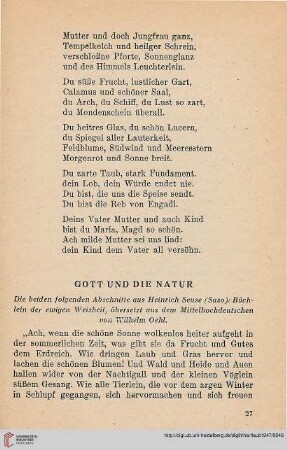 Mutter und doch Jungfrau ganz,
Tempelkelch und heilger Schrein,
verschloßne Pforte, Sonnenglanz
und des Himmels Leuchterlein.
Du süße Frucht, lustlicher Gart,
Calamus und schöner Saal,
du Arch, du Schiff, du Lust so zart,
du Mondenschein überall.
Du heitres Glas, du schön Lucern,
du Spiegel aller Lauterkeit,
Feldblume, Südwind und Meeresstern
Morgenrot und Sonne breit.
Du zarte Taub, stark Fundament.
dein Lob, dein Würde endet nie.
Du bist, die uns die Speise sendt.
Du bist die Reb von Engadi.
Deins Vater Mutter und auch Kind
bist du Maria, Magd so schön.
Ach milde Mutter sei uns lind:
dein Kind dem Vater all versöhn.
GOTT UND DIE NATUR
Die beiden folgenden Abschnitte aus Heinrich Seuse (Suso): Büch-
lein der ewigen Weisheit, übersetzt aus dem Mittelhochdeutschen
von Wilhelm Oehl.
„Ach, wenn die schöne Sonne wolkenlos heiter aufgeht in
der sommerlichen Zeit, was gibt sie da Frucht und Gutes
dem Erdreich. Wie dringen Laub und Gras hervor und
lachen die schönen Blumen! Und Wald und Heide und Auen
hallen wider von der Nachtigall und der kleinen Vöglein
süßem Gesang. Wie alle Tierlein, die vor dem argen Winter
in Schlupf gegangen, sich hervormachen und sich freuen
27
UNIVERSITÄTS-
BIBLIOTHEK
HEIDELBERG